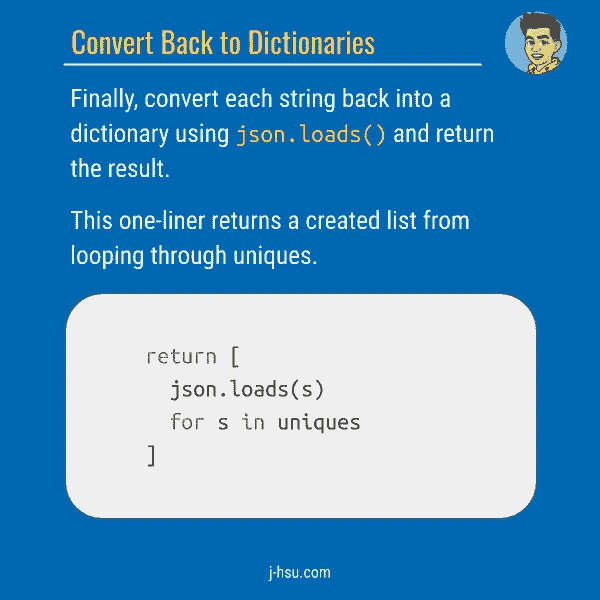 Convert Back to Dictionaries
Finally, convert each string back into a
dictionary using json.loads() and return
the result.
This one-liner returns a created list from
looping through uniques.
return [
  json.loads(s)
  for s in uniques
]
j-hsu.com